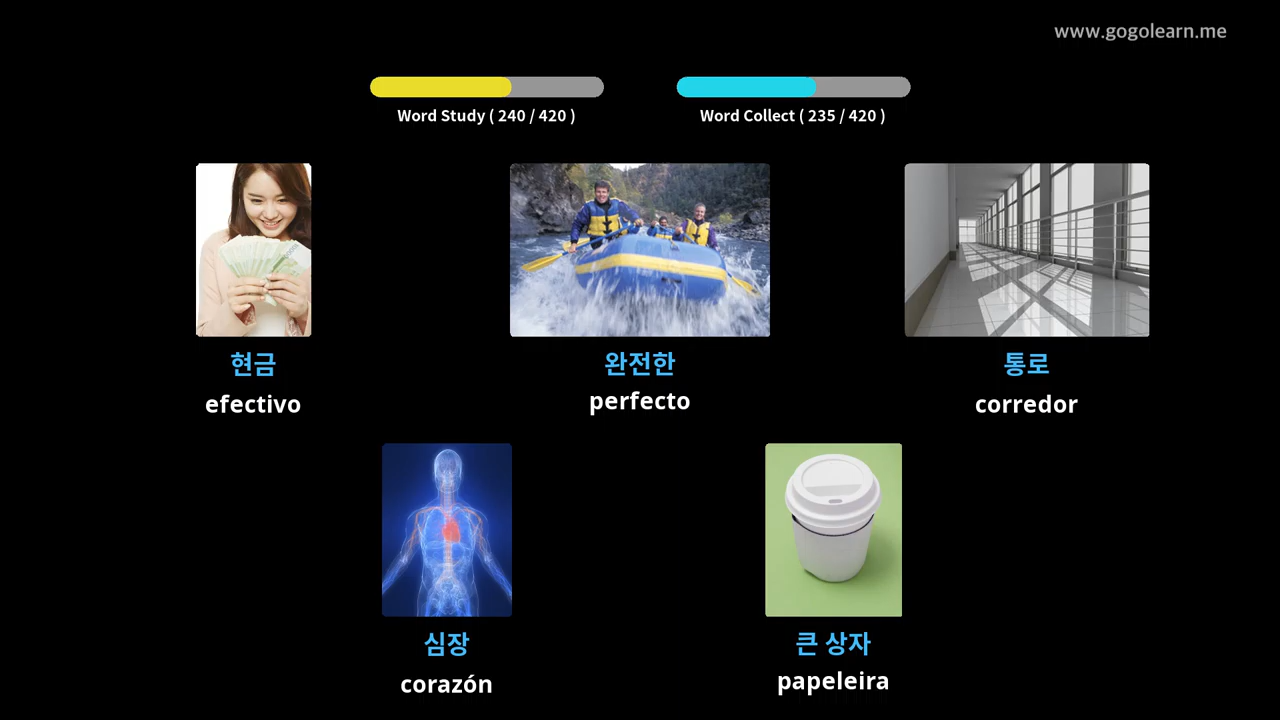 www.gogolearn.me
Word Study ( 240 / 420 )
Word Collect ( 235 / 420 )
현금
efectivo
완전한
perfecto
통로
corredor
심장
corazón
큰 상자
papeleira